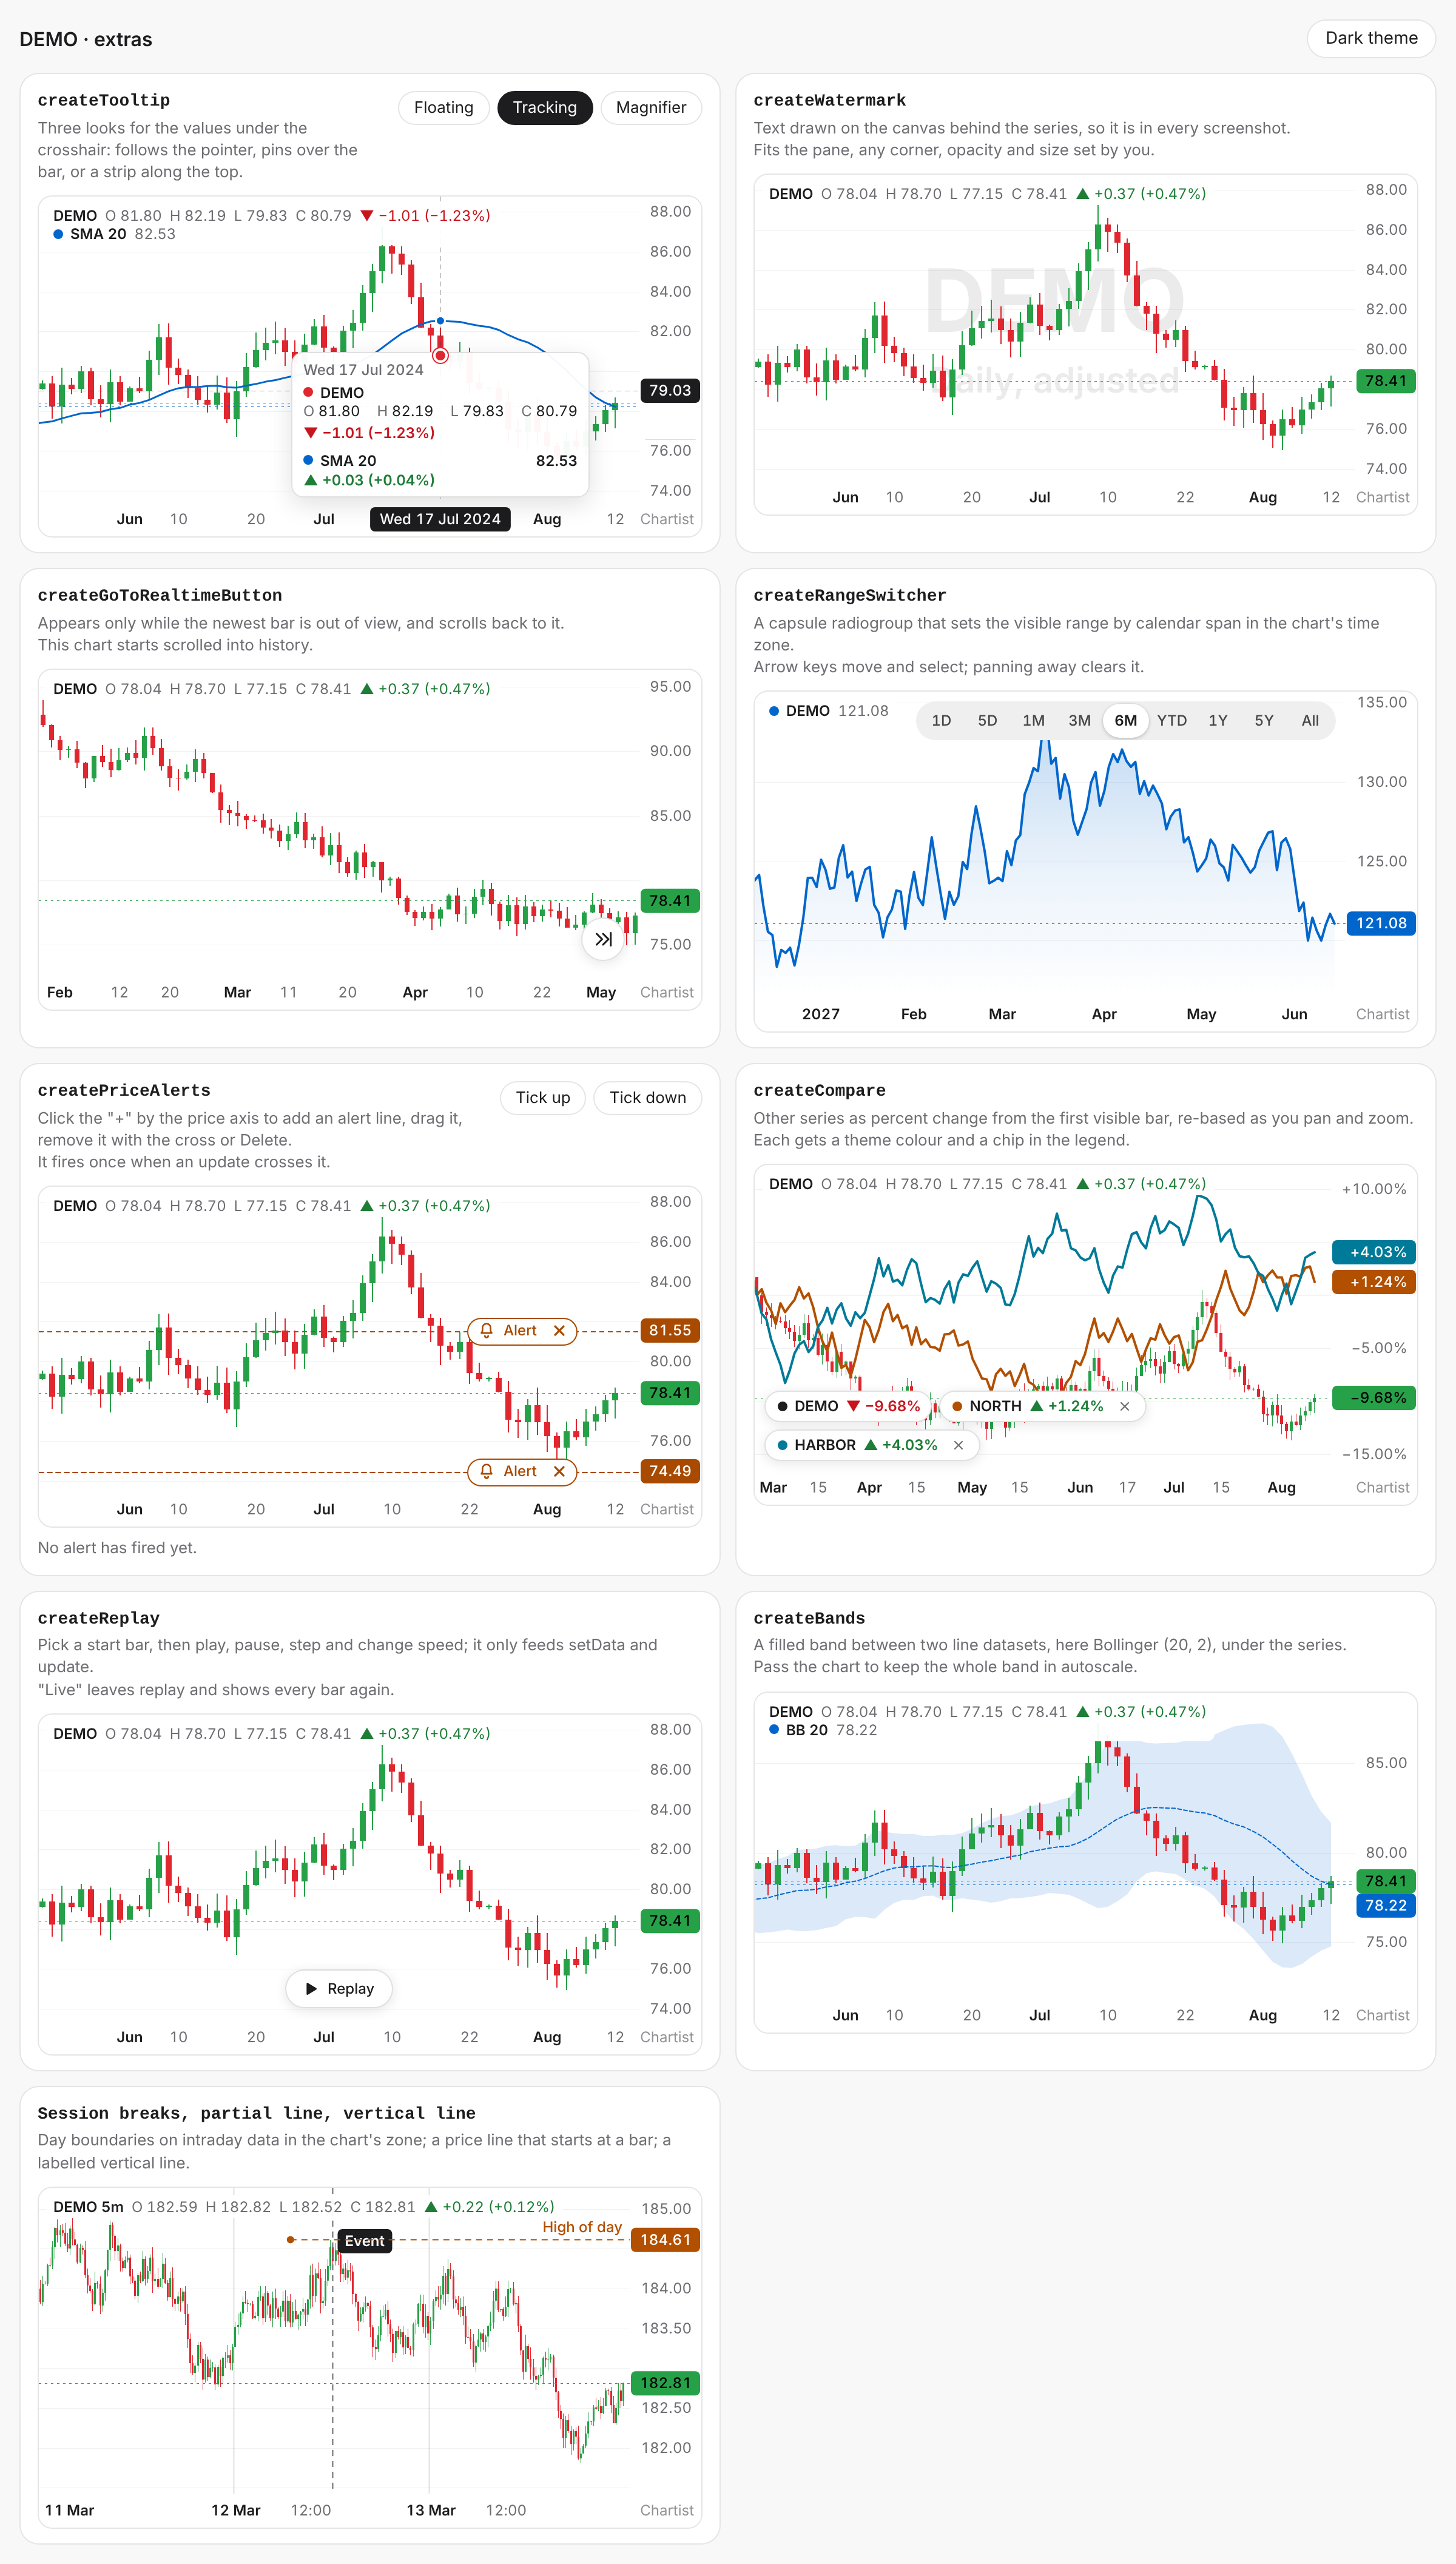 DEMO · extras
Dark theme
createTooltip
Floating Tracking Magnifier
Three looks for the values under the
crosshair: follows the pointer, pins over the
bar, or a strip along the top.
DEMO O 81.80 H 82.19 L 79.83 C 80.79 ▼ −1.01 (−1.23%)
SMA 20 82.53
88.00
86.00
84.00
82.00
79.03
76.00
74.00
Wed 17 Jul 2024
DEMO
O 81.80 H 82.19 L 79.83 C 80.79
▼ −1.01 (−1.23%)
SMA 20 82.53
▲ +0.03 (+0.04%)
Jun 10 20 Jul Wed 17 Jul 2024 Aug 12 Chartist
createWatermark
Text drawn on the canvas behind the series, so it is in every screenshot.
Fits the pane, any corner, opacity and size set by you.
DEMO O 78.04 H 78.70 L 77.15 C 78.41 ▲ +0.37 (+0.47%)
DEMO
daily, adjusted
88.00
86.00
84.00
82.00
80.00
78.41
76.00
74.00
Jun 10 20 Jul 10 22 Aug 12 Chartist
createGoToRealtimeButton
Appears only while the newest bar is out of view, and scrolls back to it.
This chart starts scrolled into history.
DEMO O 78.04 H 78.70 L 77.15 C 78.41 ▲ +0.37 (+0.47%)
95.00
90.00
85.00
78.41
75.00
Feb 12 20 Mar 11 20 Apr 10 22 May Chartist
createRangeSwitcher
A capsule radiogroup that sets the visible range by calendar span in the chart's time
zone.
Arrow keys move and select; panning away clears it.
DEMO 121.08
1D 5D 1M 3M 6M YTD 1Y 5Y All
135.00
130.00
125.00
121.08
2027 Feb Mar Apr May Jun Chartist
createPriceAlerts
Tick up Tick down
Click the "+" by the price axis to add an alert line, drag it,
remove it with the cross or Delete.
It fires once when an update crosses it.
DEMO O 78.04 H 78.70 L 77.15 C 78.41 ▲ +0.37 (+0.47%)
88.00
86.00
84.00
Alert 81.55
80.00
78.41
76.00
Alert 74.49
Jun 10 20 Jul 10 22 Aug 12 Chartist
No alert has fired yet.
createCompare
Other series as percent change from the first visible bar, re-based as you pan and zoom.
Each gets a theme colour and a chip in the legend.
DEMO O 78.04 H 78.70 L 77.15 C 78.41 ▲ +0.37 (+0.47%)
+10.00%
+4.03%
+1.24%
−5.00%
−9.68%
−15.00%
DEMO ▼ −9.68% NORTH ▲ +1.24%
HARBOR ▲ +4.03%
Mar 15 Apr 15 May 15 Jun 17 Jul 15 Aug Chartist
createReplay
Pick a start bar, then play, pause, step and change speed; it only feeds setData and
update.
"Live" leaves replay and shows every bar again.
DEMO O 78.04 H 78.70 L 77.15 C 78.41 ▲ +0.37 (+0.47%)
88.00
86.00
84.00
82.00
80.00
78.41
76.00
74.00
Replay
Jun 10 20 Jul 10 22 Aug 12 Chartist
createBands
A filled band between two line datasets, here Bollinger (20, 2), under the series.
Pass the chart to keep the whole band in autoscale.
DEMO O 78.04 H 78.70 L 77.15 C 78.41 ▲ +0.37 (+0.47%)
BB 20 78.22
85.00
80.00
78.41
78.22
75.00
Jun 10 20 Jul 10 22 Aug 12 Chartist
Session breaks, partial line, vertical line
Day boundaries on intraday data in the chart's zone; a price line that starts at a bar; a
labelled vertical line.
DEMO 5m O 182.59 H 182.82 L 182.52 C 182.81 ▲ +0.22 (+0.12%)
185.00
High of day
184.61
Event
184.00
183.50
182.81
182.50
182.00
11 Mar 12 Mar 12:00 13 Mar 12:00 Chartist